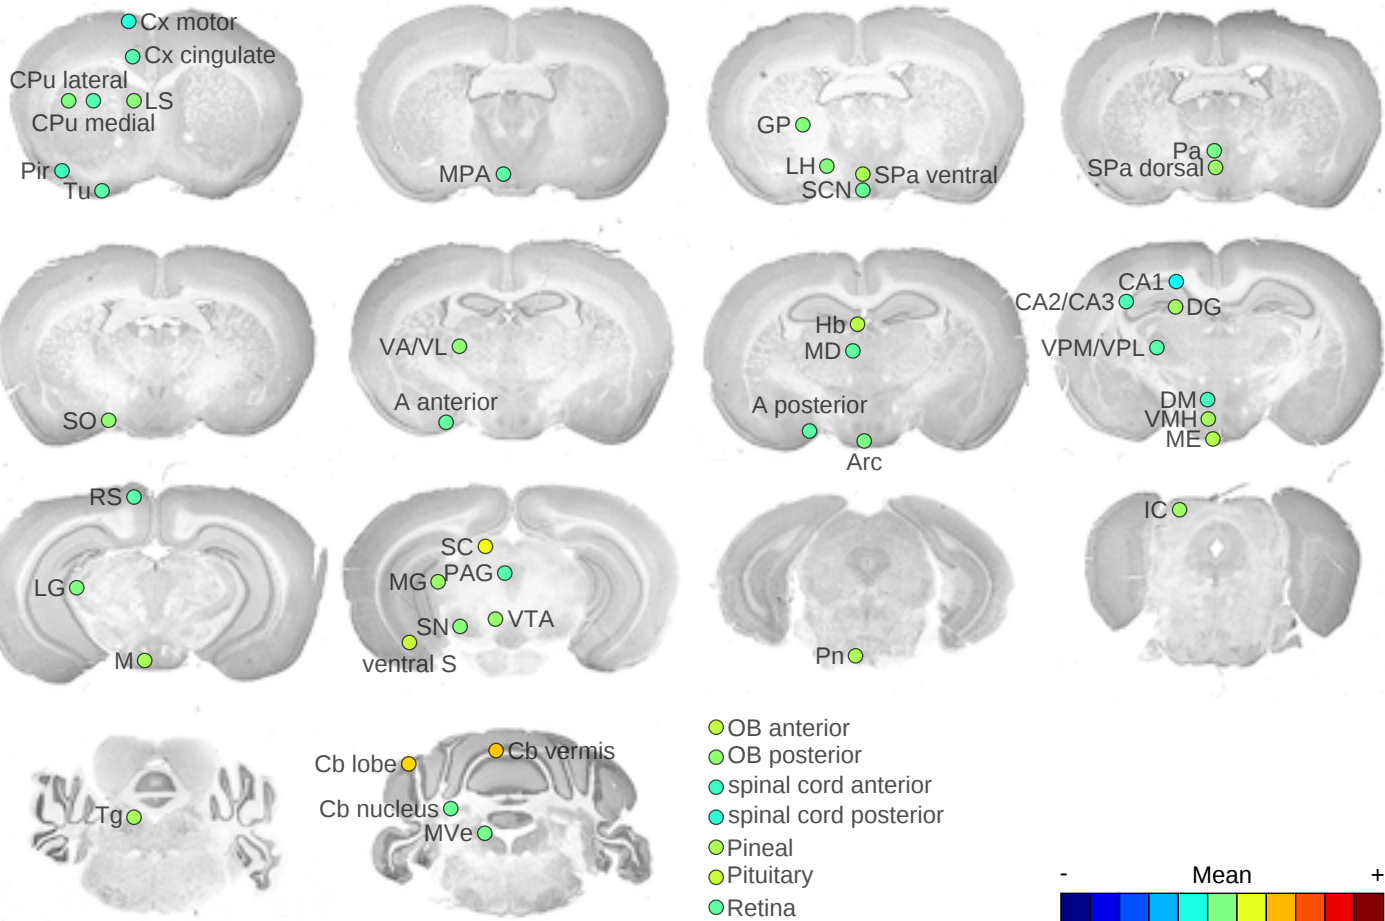 Cx motor
Cx cingulate
CPu lateral
LS
CPu medial
Pir
Tu
MPA
GP
LH
SPa ventral
SCN
Pa
SPa dorsal
SO
VA/VL
A anterior
Hb
MD
A posterior
Arc
CA1
CA2/CA3
DG
VPM/VPL
DM
VMH
ME
RS
LG
M
SC
PAG
MG
VTA
SN
ventral S
Pn
IC
Tg
Cb lobe
Cb vermis
Cb nucleus
MVe
OB anterior
OB posterior
spinal cord anterior
spinal cord posterior
Pineal
Pituitary
Retina
- Mean +